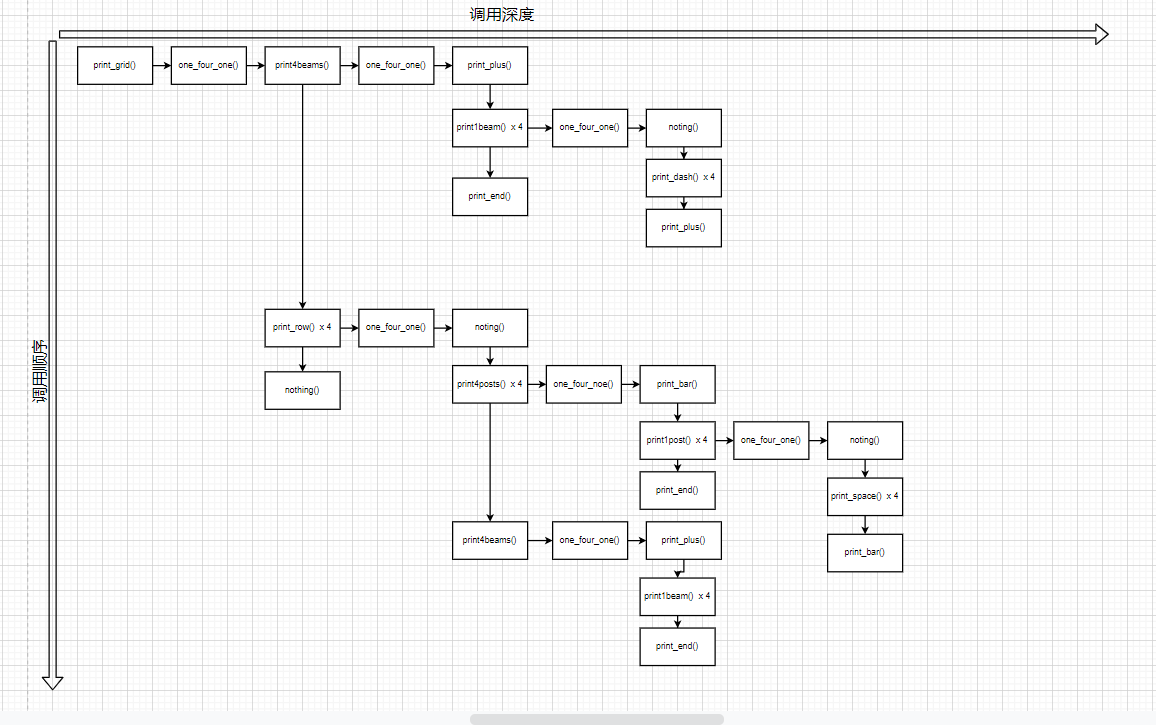 调用深度
print_grid()
one_four_one()
print4beams()
one_four_one()
print_plus()
print1beam() x 4
one_four_one()
noting()
print_dash() x 4
print_end()
print_plus()
print_row() x 4
one_four_one()
noting()
调用顺序
nothing()
print4posts() x 4
one_four_noe()
print_bar()
print1post() x 4
one_four_one()
noting()
print_end()
print_space() x 4
print4beams()
one_four_one()
print_plus()
print_bar()
print1beam() x 4
print_end()